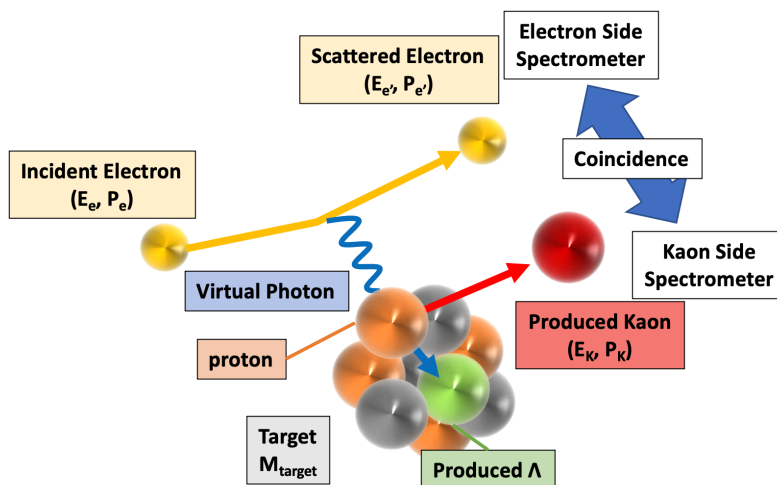 Electron Side
Spectrometer
Scattered Electron
(Ee′, Pe′)
Coincidence
Incident Electron
(Ee, Pe)
Kaon Side
Spectrometer
Virtual Photon
Produced Kaon
(EK, PK)
proton
Target
Mtarget
Produced Λ